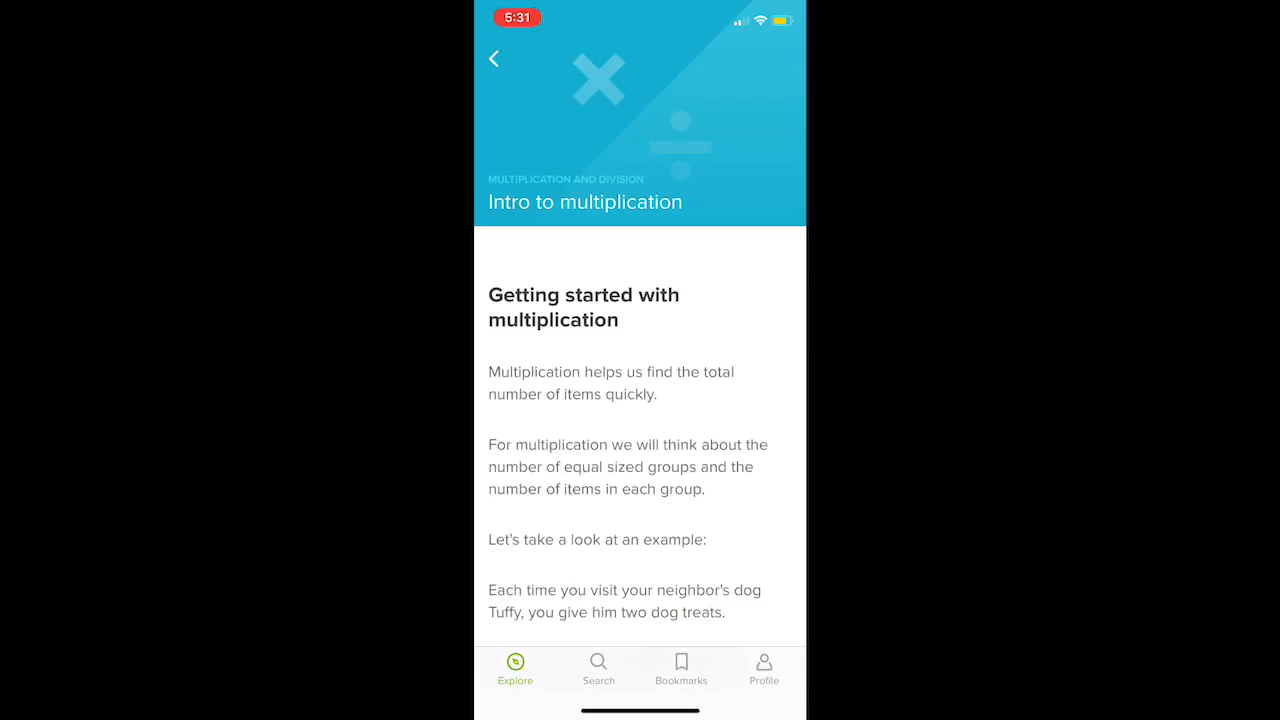 5:31
MULTIPLICATION AND DIVISION
Intro to multiplication
Getting started with
multiplication
Multiplication helps us find the total
number of items quickly.
For multiplication we will think about the
number of equal sized groups and the
number of items in each group.
Let's take a look at an example:
Each time you visit your neighbor's dog
Tuffy, you give him two dog treats.
Explore Search Bookmarks Profile